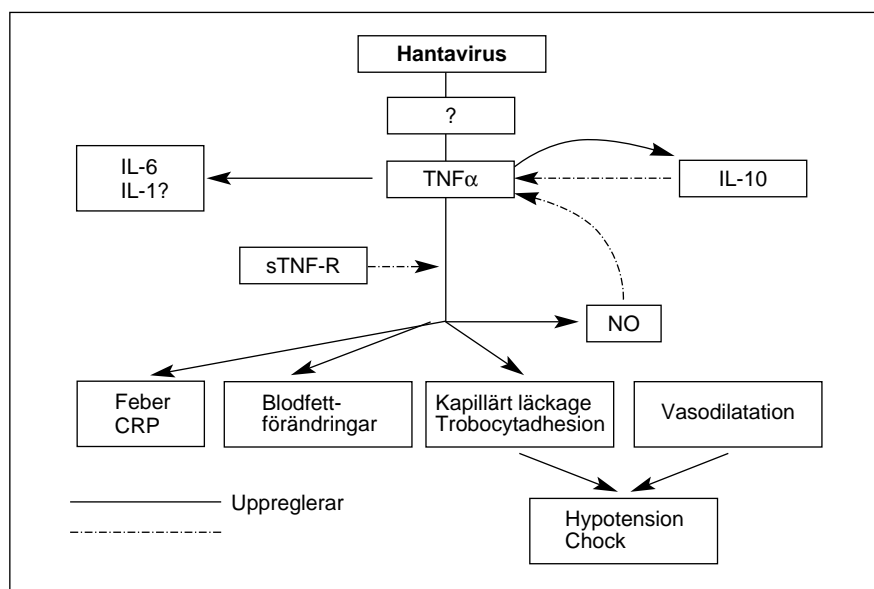 Hantavirus
?
IL-6
IL-1?
TNFα
IL-10
sTNF-R
NO
Feber
CRP
Blodfett-
förändringar
Kapillärt läckage
Trobocytadhesion
Vasodilatation
Uppreglerar
Hypotension
Chock